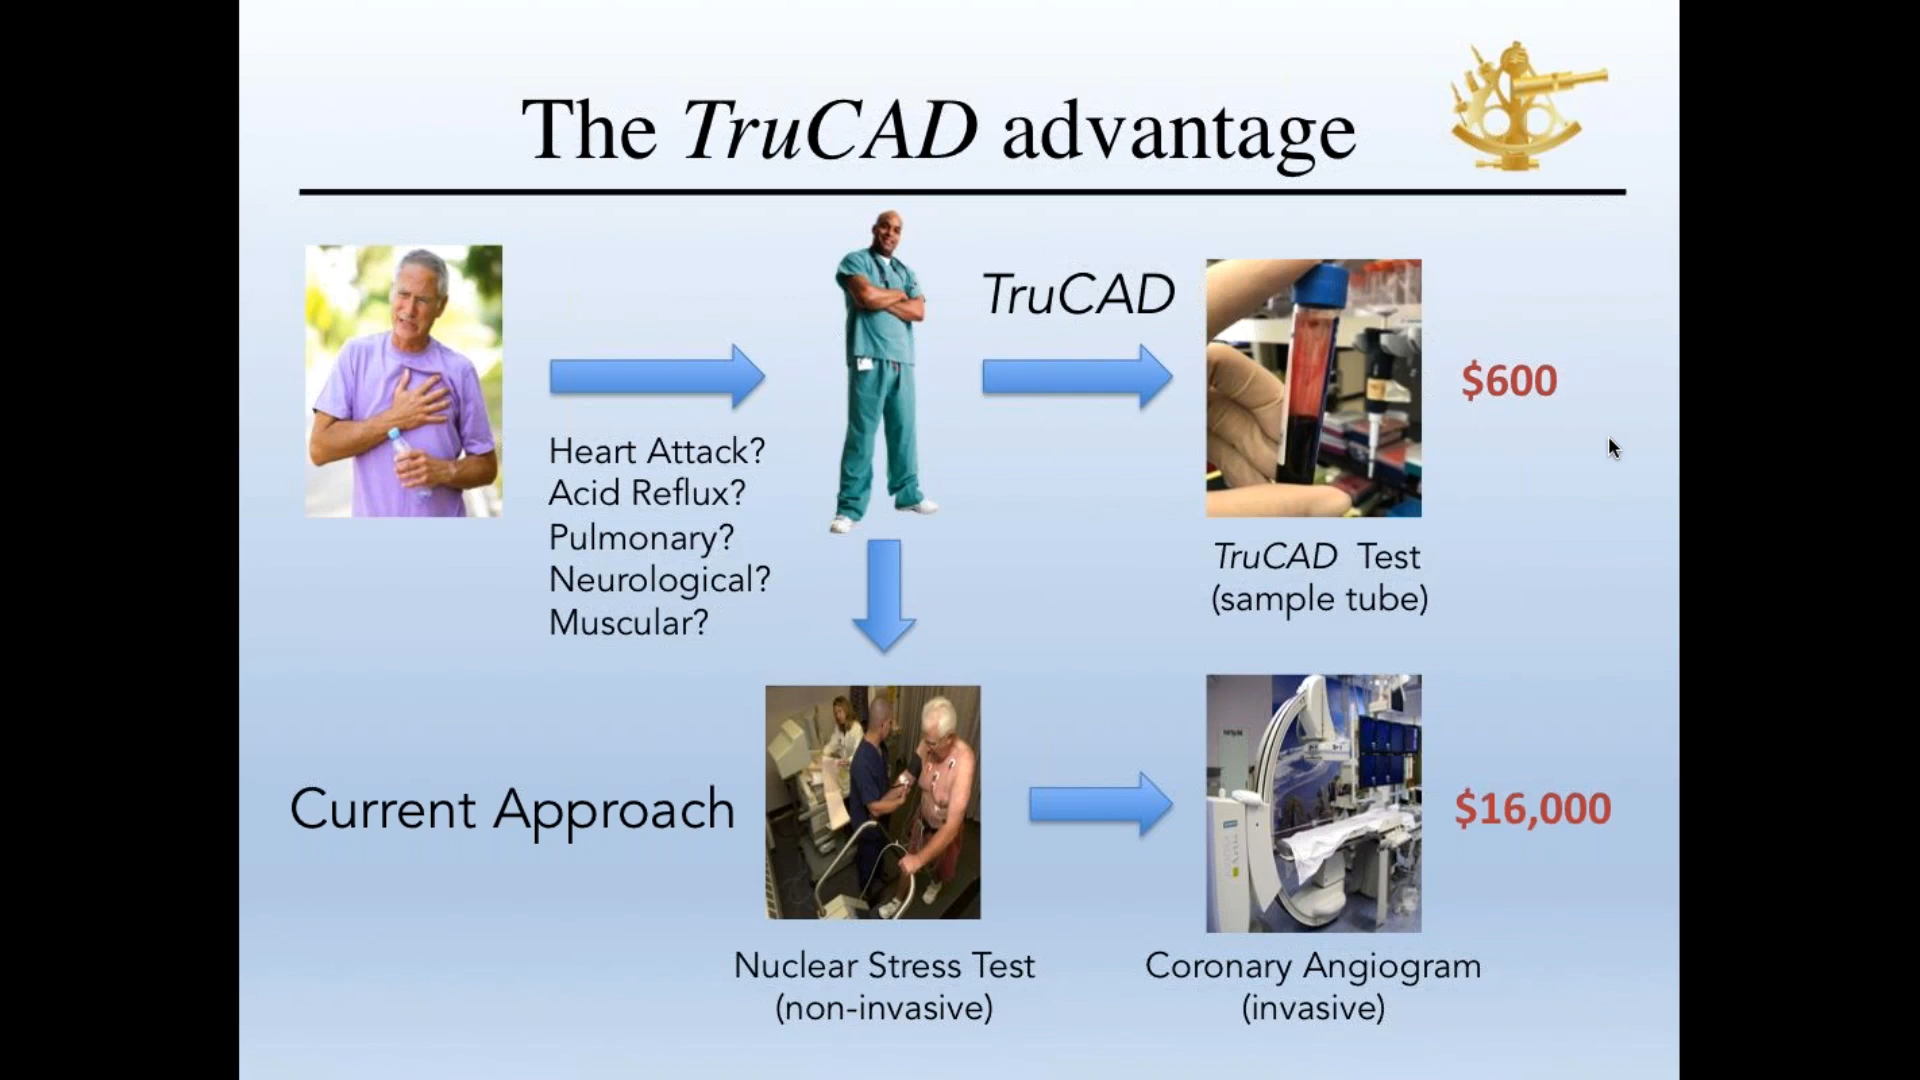 The TruCAD advantage
TruCAD
$600
Heart Attack?
Acid Reflux?
Pulmonary?
Neurological?
Muscular?
TruCAD Test
(sample tube)
Current Approach
$16,000
Nuclear Stress Test
(non-invasive)
Coronary Angiogram
(invasive)